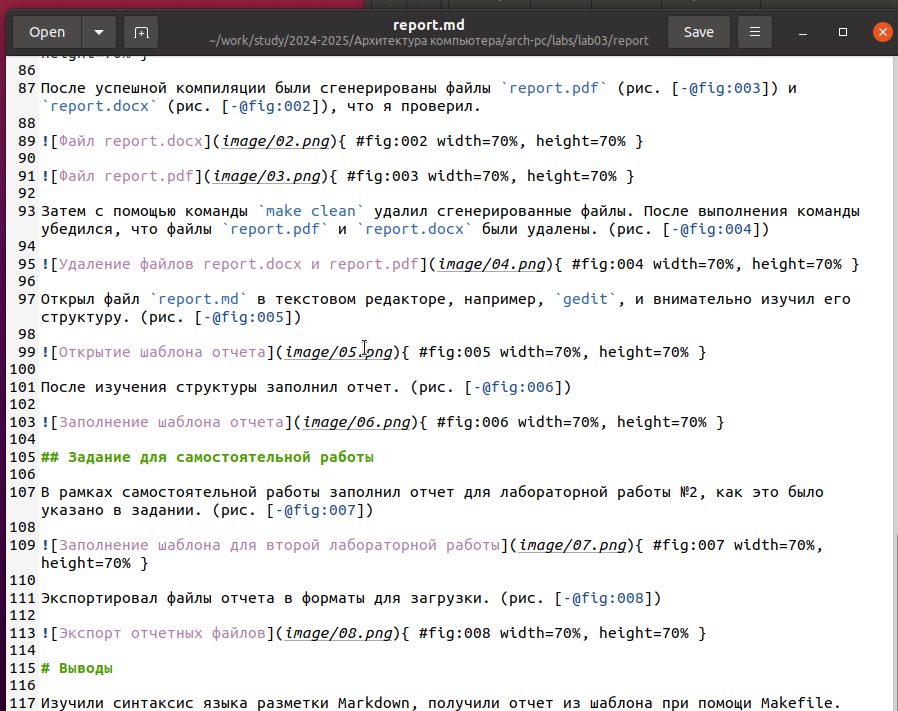 Open
report.md
~/work/study/2024-2025/Архитектура компьютера/arch-pc/labs/lab03/report
Save
height=70% }
86
87 После успешной компиляции были сгенерированы файлы `report.pdf` (рис. [-@fig:003]) и
`report.docx` (рис. [-@fig:002]), что я проверил.
88
89 ![Файл report.docx](image/02.png){ #fig:002 width=70%, height=70% }
90
91 ![Файл report.pdf](image/03.png){ #fig:003 width=70%, height=70% }
92
93 Затем с помощью команды `make clean` удалил сгенерированные файлы. После выполнения команды
убедился, что файлы `report.pdf` и `report.docx` были удалены. (рис. [-@fig:004])
94
95 ![Удаление файлов report.docx и report.pdf](image/04.png){ #fig:004 width=70%, height=70% }
96
97 Открыл файл `report.md` в текстовом редакторе, например, `gedit`, и внимательно изучил его
структуру. (рис. [-@fig:005])
98
99 ![Открытие шаблона отчета](image/05.png){ #fig:005 width=70%, height=70% }
100
101 После изучения структуры заполнил отчет. (рис. [-@fig:006])
102
103 ![Заполнение шаблона отчета](image/06.png){ #fig:006 width=70%, height=70% }
104
105 ## Задание для самостоятельной работы
106
107 В рамках самостоятельной работы заполнил отчет для лабораторной работы №2, как это было
указано в задании. (рис. [-@fig:007])
108
109 ![Заполнение шаблона для второй лабораторной работы](image/07.png){ #fig:007 width=70%,
height=70% }
110
111 Экспортировал файлы отчета в форматы для загрузки. (рис. [-@fig:008])
112
113 ![Экспорт отчетных файлов](image/08.png){ #fig:008 width=70%, height=70% }
114
115 # Выводы
116
117 Изучили синтаксис языка разметки Markdown, получили отчет из шаблона при помощи Makefile.